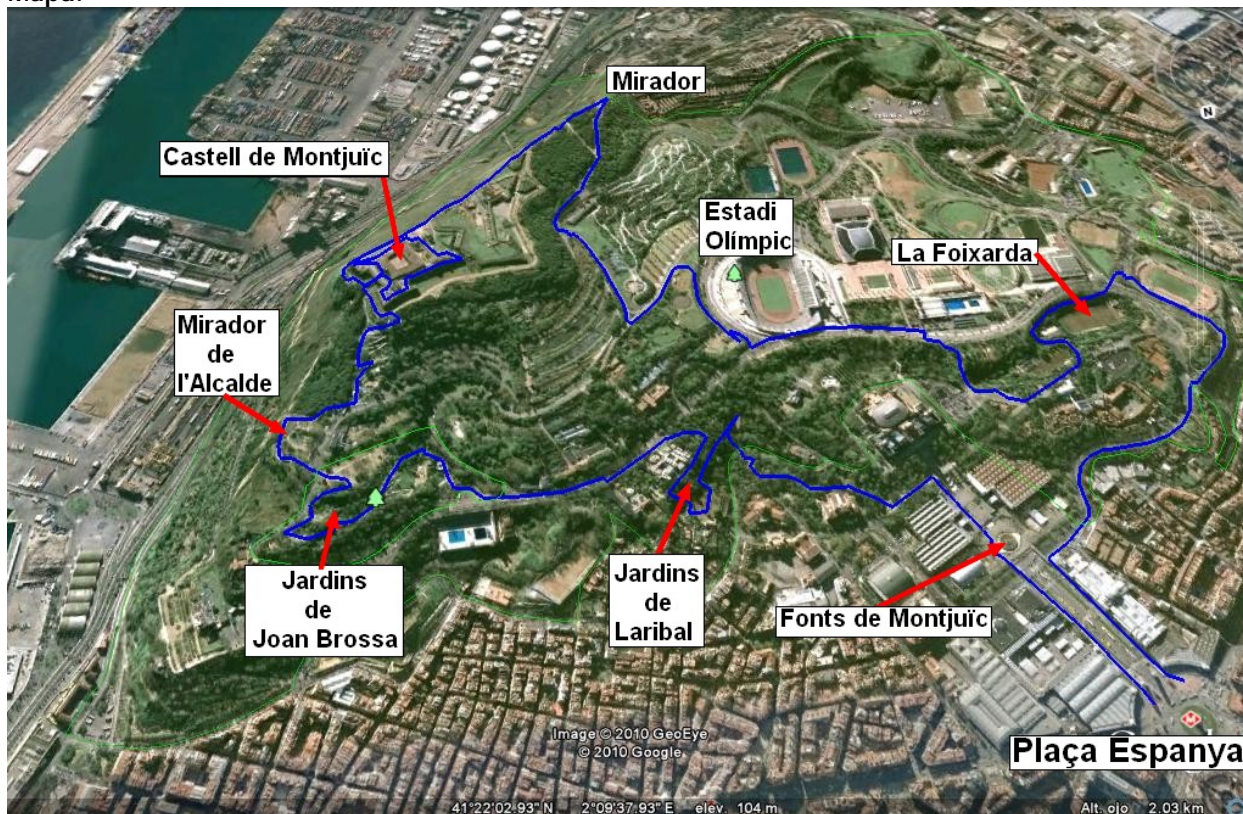 Mapa:
Mirador
N
Castell de Montjuïc
Estadi
Olímpic
La Foixarda
Mirador
de
l'Alcalde
Jardins
de
Joan Brossa
Jardins
de
Laribal
Fonts de Montjuïc
M
Plaça Espanya
Image © 2010 GeoEye
© 2010 Google
41°22'02.93" N 2°09'37.93" E elev. 104 m Alt. ojo 2.03 km